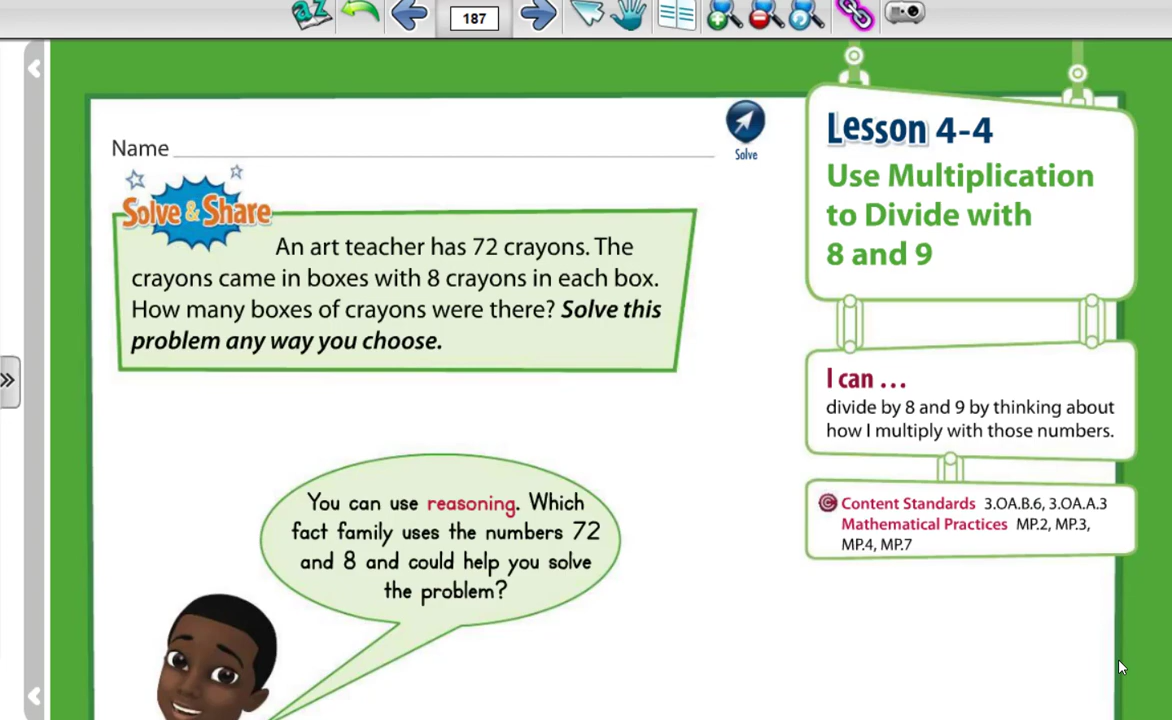 az
187
Name
Solve
Solve & Share
An art teacher has 72 crayons. The
crayons came in boxes with 8 crayons in each box.
How many boxes of crayons were there? Solve this
problem any way you choose.
You can use reasoning. Which
fact family uses the numbers 72
and 8 and could help you solve
the problem?
Lesson 4-4
Use Multiplication
to Divide with
8 and 9
I can ...
divide by 8 and 9 by thinking about
how I multiply with those numbers.
Content Standards 3.OA.B.6, 3.OA.A.3
Mathematical Practices MP.2, MP.3,
MP.4, MP.7